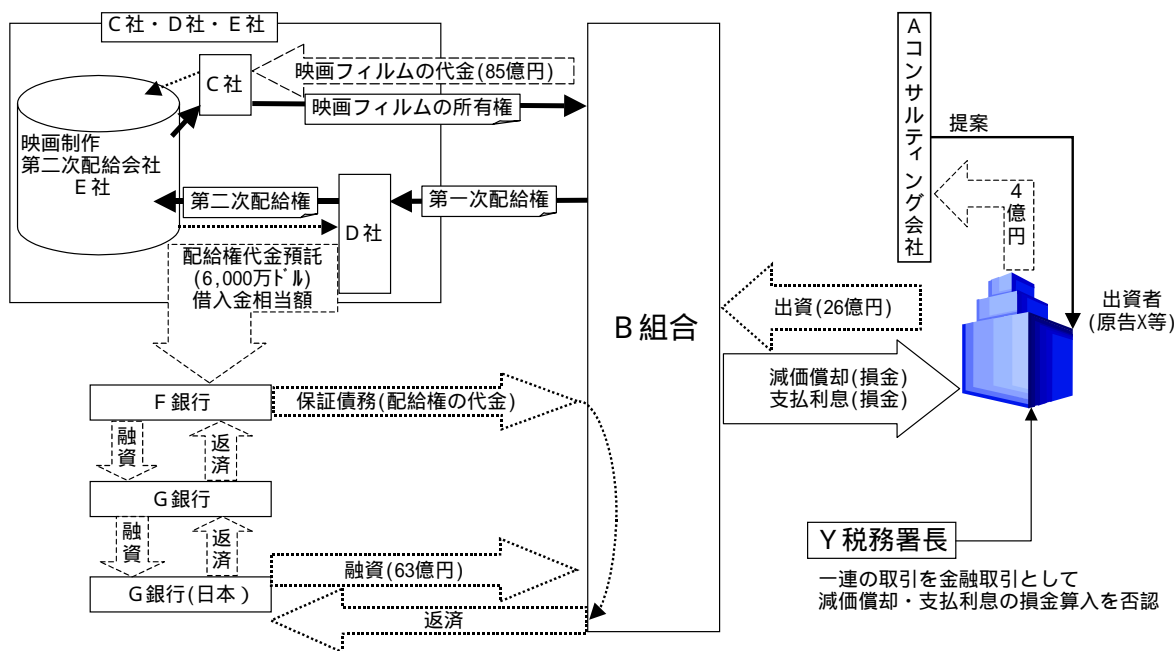 C社・D社・E社
C社
映画フィルムの代金(85億円)
映画フィルムの所有権
映画制作
第二次配給会社
E社
第二次配給権
D社
第一次配給権
配給権代金預託
(6,000万ドル)
借入金相当額
B組合
Aコンサルティング会社
提案
4億円
出資(26億円)
出資者
(原告X等)
減価償却(損金)
支払利息(損金)
F銀行
保証債務(配給権の代金)
融資
返済
G銀行
融資
返済
G銀行(日本)
融資(63億円)
返済
Y税務署長
一連の取引を金融取引として
減価償却・支払利息の損金算入を否認